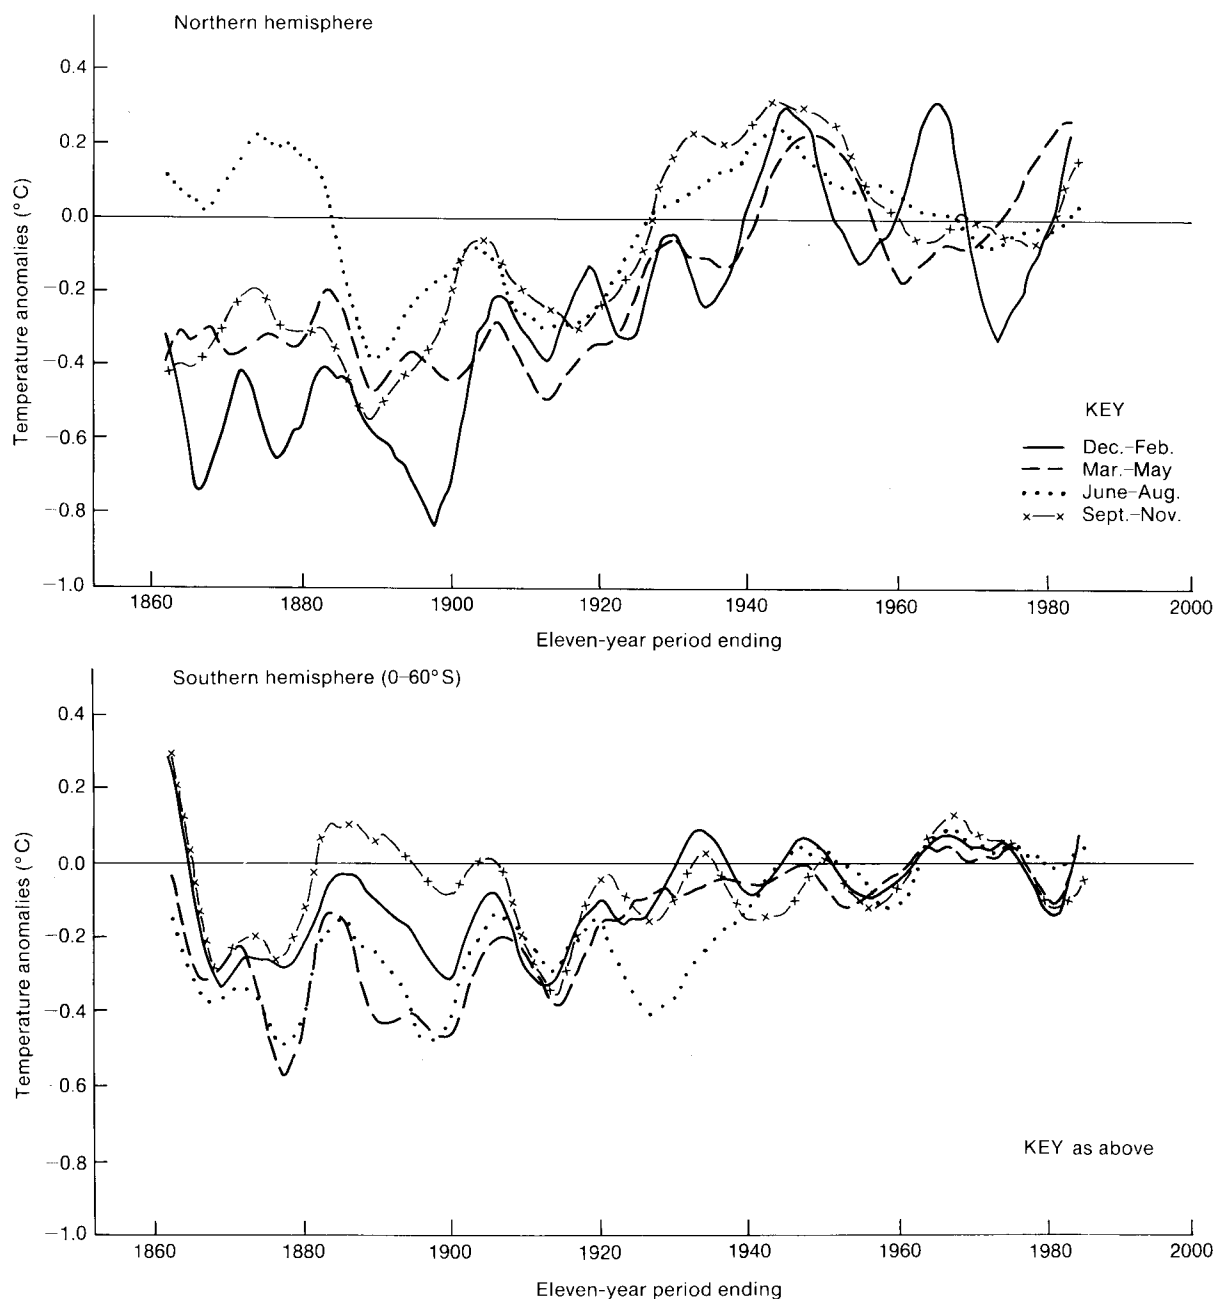 Northern hemisphere
0.4
0.2
0.0
−0.2
−0.4
−0.6
−0.8
−1.0
Temperature anomalies (°C)
KEY
Dec.–Feb.
Mar.–May
June–Aug.
Sept.–Nov.
1860 1880 1900 1920 1940 1960 1980 2000
Eleven-year period ending
Southern hemisphere (0–60°S)
0.4
0.2
0.0
−0.2
−0.4
−0.6
−0.8
−1.0
Temperature anomalies (°C)
KEY as above
1860 1880 1900 1920 1940 1960 1980 2000
Eleven-year period ending